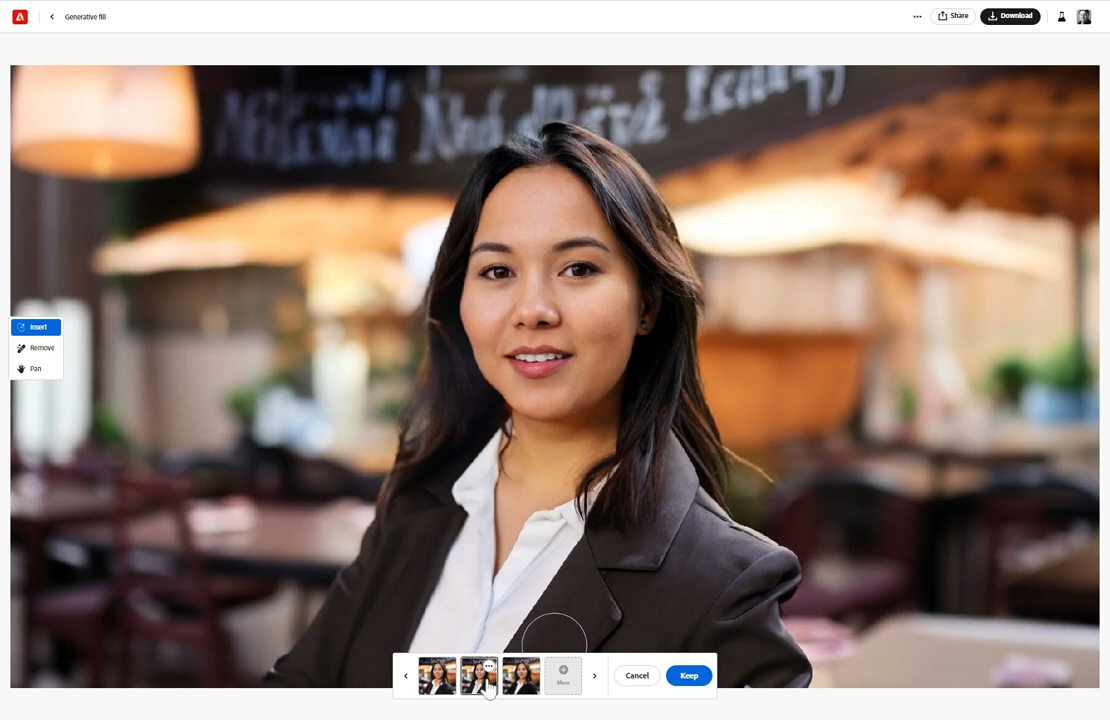 Generative fill
Share
Download
Insert
Remove
Pan
More
Cancel
Keep